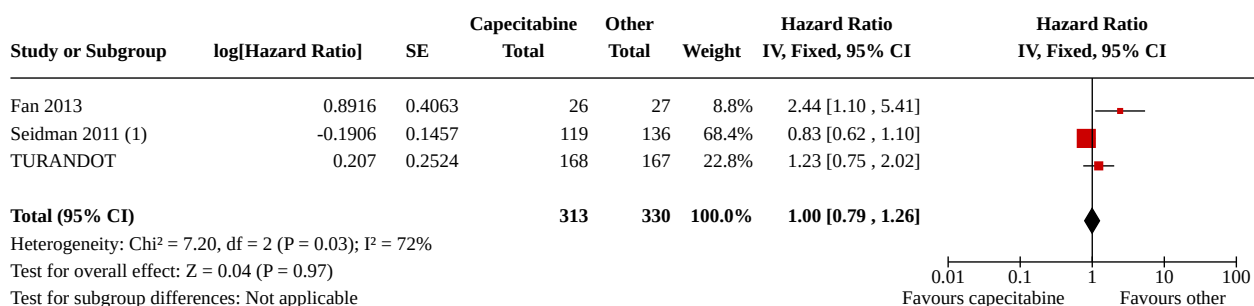 Capecitabine Other Hazard Ratio Hazard Ratio
Study or Subgroup log[Hazard Ratio] SE Total Total Weight IV, Fixed, 95% CI IV, Fixed, 95% CI
Fan 2013 0.8916 0.4063 26 27 8.8% 2.44 [1.10 , 5.41]
Seidman 2011 (1) -0.1906 0.1457 119 136 68.4% 0.83 [0.62 , 1.10]
TURANDOT 0.207 0.2524 168 167 22.8% 1.23 [0.75 , 2.02]
Total (95% CI) 313 330 100.0% 1.00 [0.79 , 1.26]
Heterogeneity: Chi² = 7.20, df = 2 (P = 0.03); I² = 72%
Test for overall effect: Z = 0.04 (P = 0.97)
0.01 0.1 1 10 100
Test for subgroup differences: Not applicable Favours capecitabine Favours other